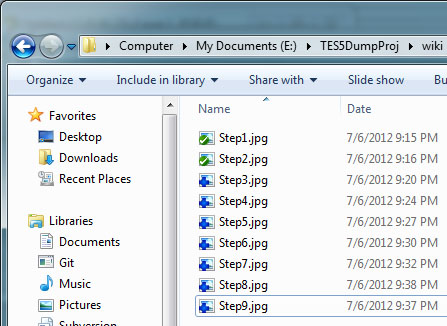 Computer ▸ My Documents (E:) ▸ TES5DumpProj ▸ wiki
Organize Include in library Share with Slide show Bu
Favorites
Desktop
Downloads
Recent Places
Libraries
Documents
Git
Music
Pictures
Subversion
Name
Step1.jpg 7/6/2012 9:15 PM
Step2.jpg 7/6/2012 9:16 PM
Step3.jpg 7/6/2012 9:20 PM
Step4.jpg 7/6/2012 9:24 PM
Step5.jpg 7/6/2012 9:27 PM
Step6.jpg 7/6/2012 9:30 PM
Step7.jpg 7/6/2012 9:32 PM
Step8.jpg 7/6/2012 9:38 PM
Step9.jpg 7/6/2012 9:37 PM
Date